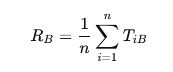 $R_B = \frac{1}{n} \sum_{i=1}^{n} T_{iB}$